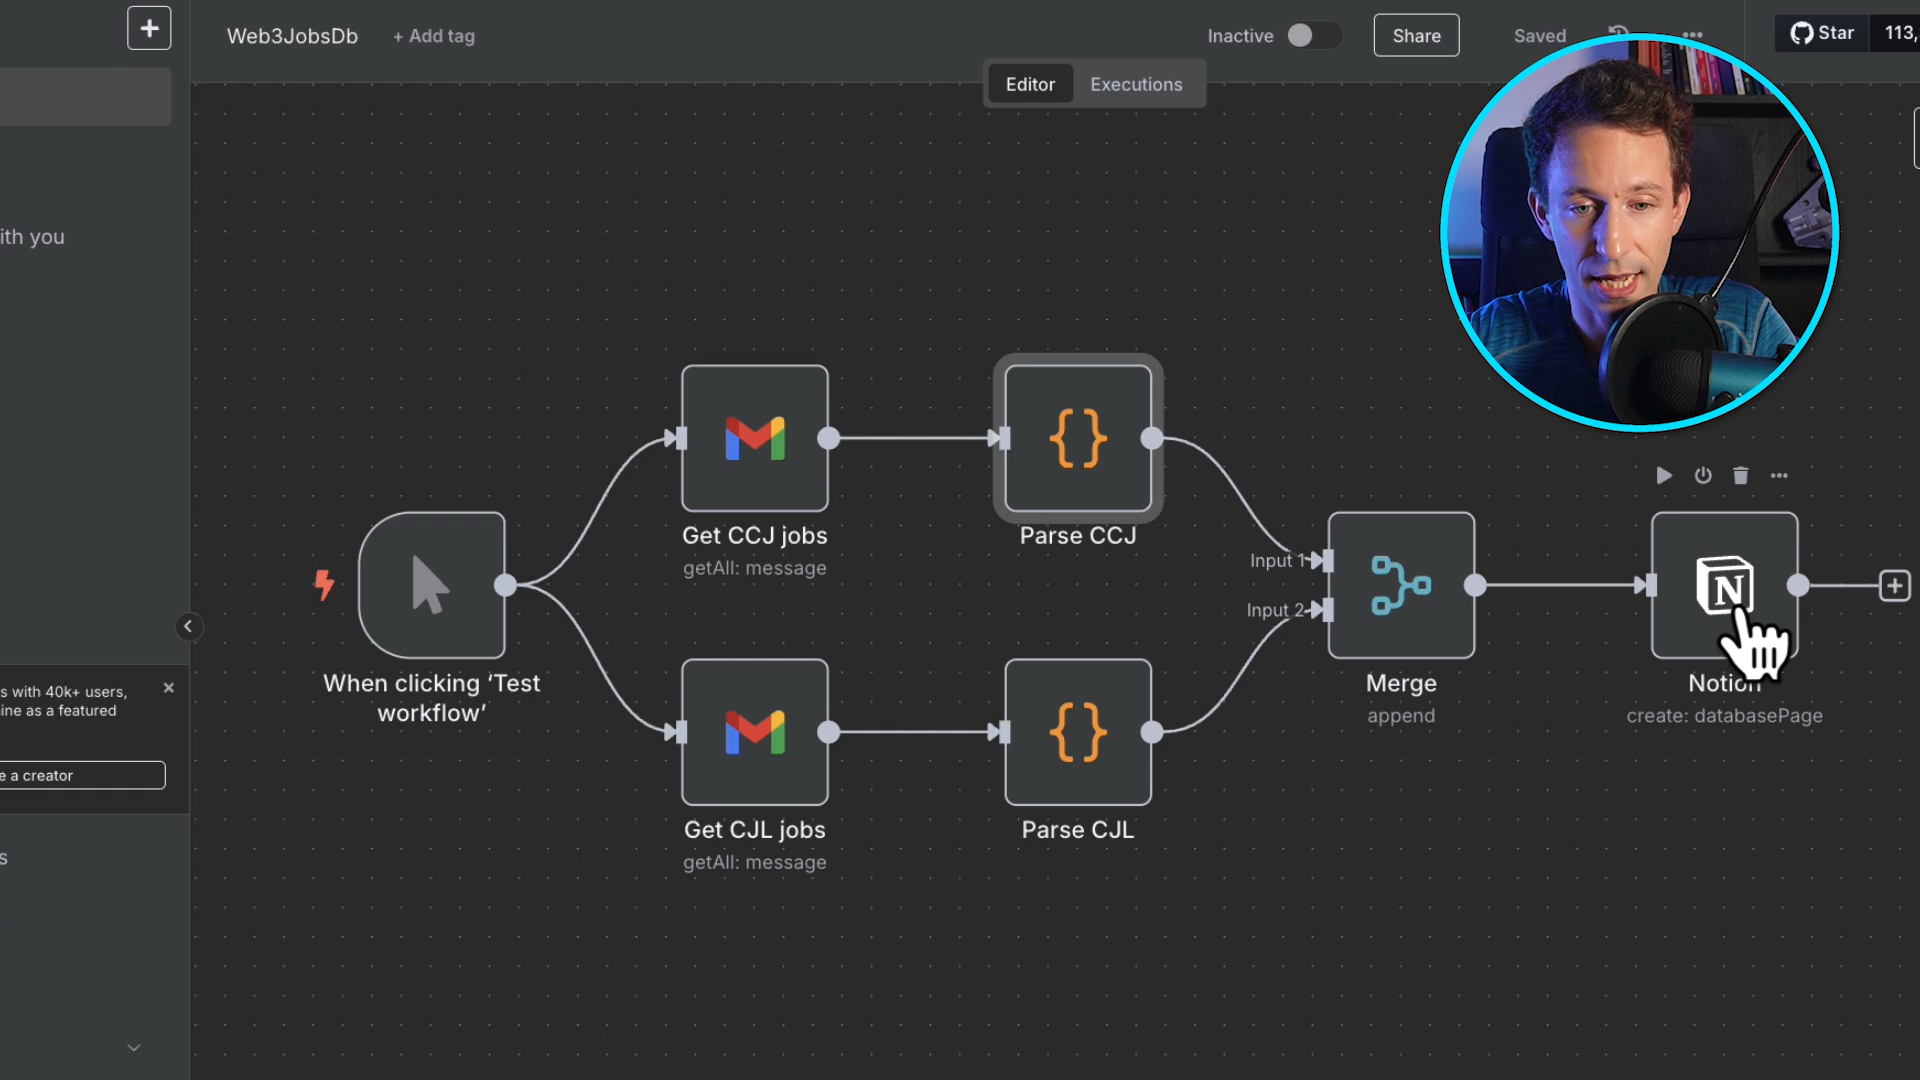 Web3JobsDb
+ Add tag
Inactive
Share
Saved
Star
113,
Editor
Executions
ith you
Get CCJ jobs
getAll: message
Parse CCJ
Input 1
Input 2
When clicking ‘Test
workflow’
Merge
append
Notion
create: databasePage
s with 40k+ users,
ine as a featured
e a creator
Get CJL jobs
getAll: message
Parse CJL
s